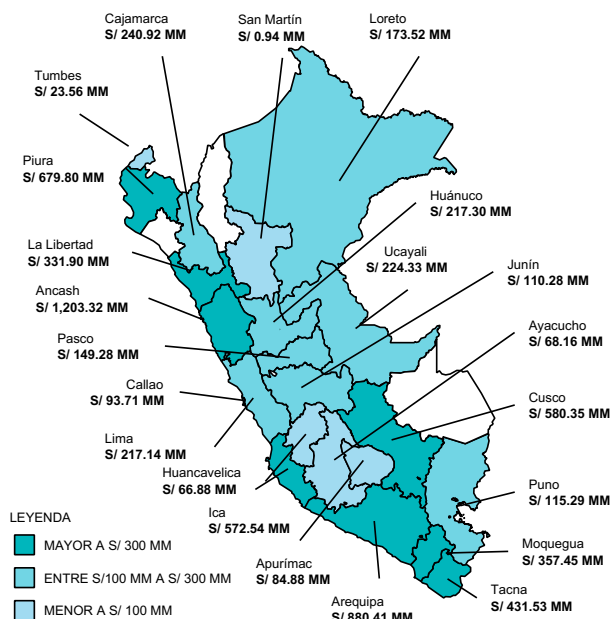 Cajamarca
S/ 240.92 MM
San Martín
S/ 0.94 MM
Loreto
S/ 173.52 MM
Tumbes
S/ 23.56 MM
Piura
S/ 679.80 MM
Huánuco
S/ 217.30 MM
La Libertad
S/ 331.90 MM
Ucayali
S/ 224.33 MM
Junín
S/ 110.28 MM
Ancash
S/ 1,203.32 MM
Ayacucho
S/ 68.16 MM
Pasco
S/ 149.28 MM
Callao
S/ 93.71 MM
Cusco
S/ 580.35 MM
Lima
S/ 217.14 MM
Huancavelica
S/ 66.88 MM
Puno
S/ 115.29 MM
Ica
S/ 572.54 MM
Moquegua
S/ 357.45 MM
Apurímac
S/ 84.88 MM
Tacna
S/ 431.53 MM
Arequipa
S/ 880.41 MM
LEYENDA
MAYOR A S/ 300 MM
ENTRE S/100 MM A S/ 300 MM
MENOR A S/ 100 MM